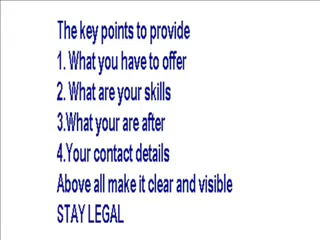 The key points to provide
1. What you have to offer
2. What are your skills
3.What your are after
4.Your contact details
Above all make it clear and visible
STAY LEGAL